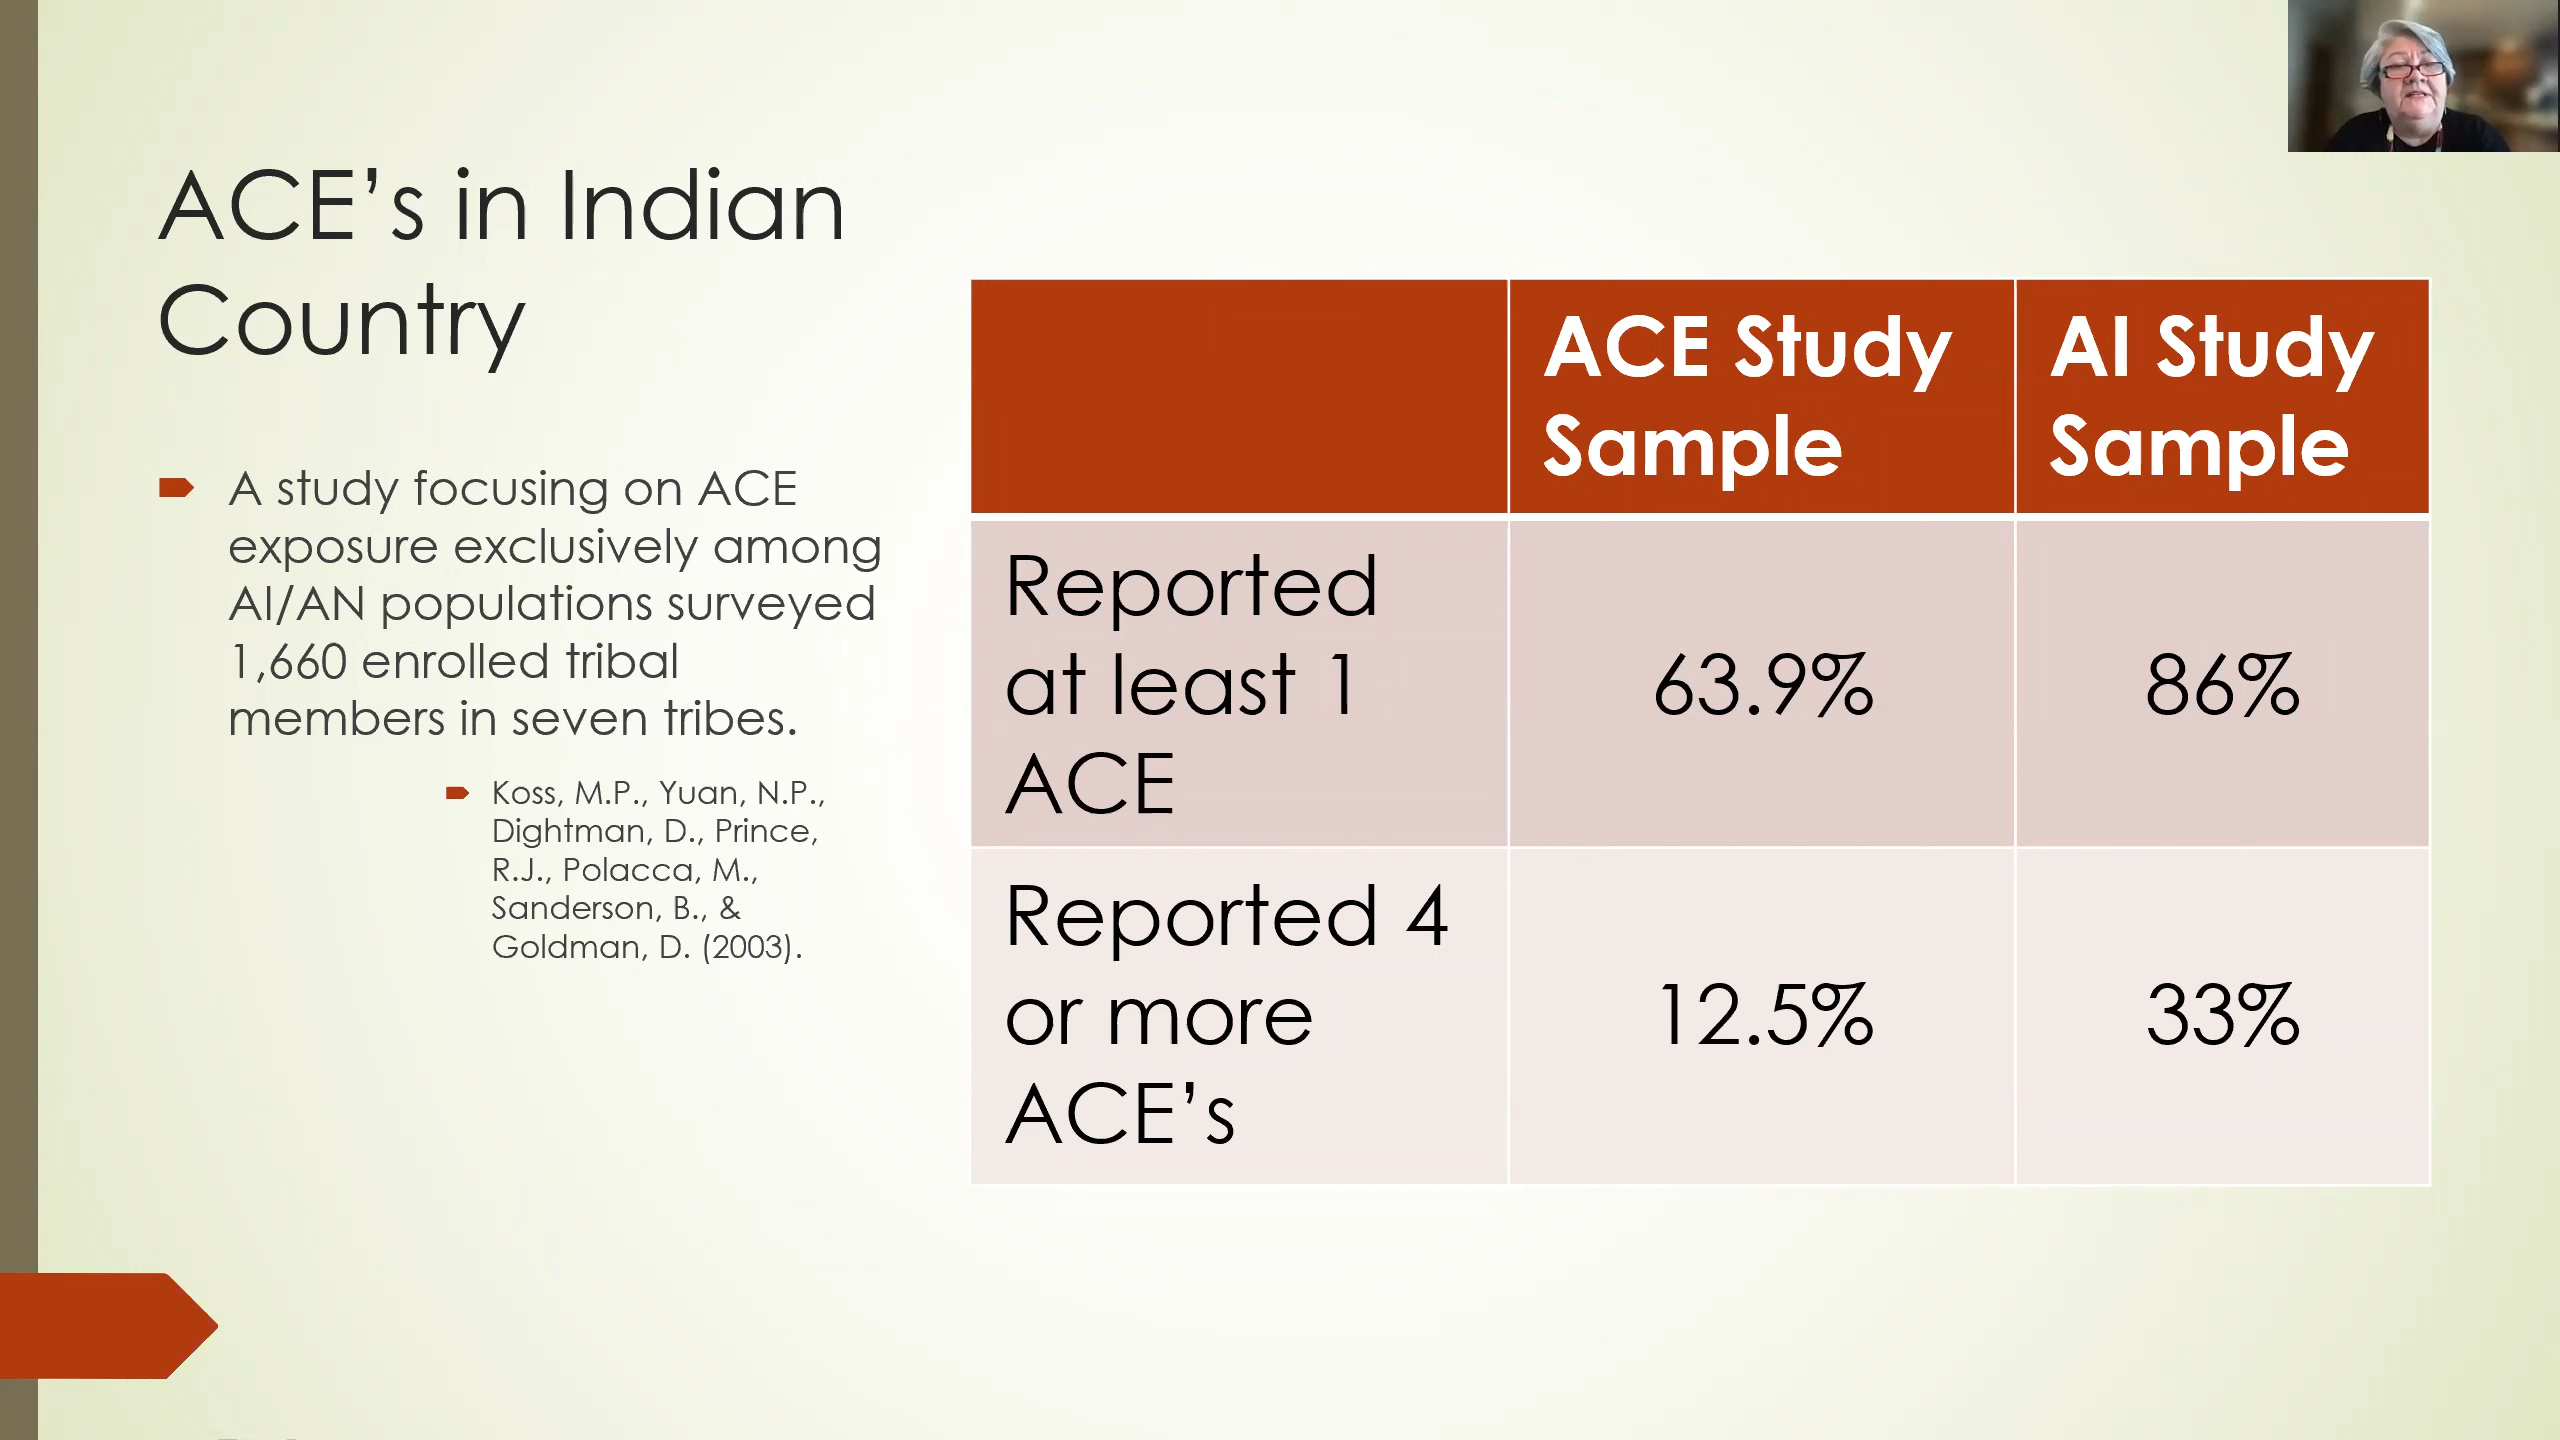 ACE’s in Indian
Country
A study focusing on ACE
exposure exclusively among
AI/AN populations surveyed
1,660 enrolled tribal
members in seven tribes.
Koss, M.P., Yuan, N.P.,
Dightman, D., Prince,
R.J., Polacca, M.,
Sanderson, B., &
Goldman, D. (2003).
ACE Study
Sample
AI Study
Sample
Reported
at least 1
ACE
63.9%
86%
Reported 4
or more
ACE’s
12.5%
33%